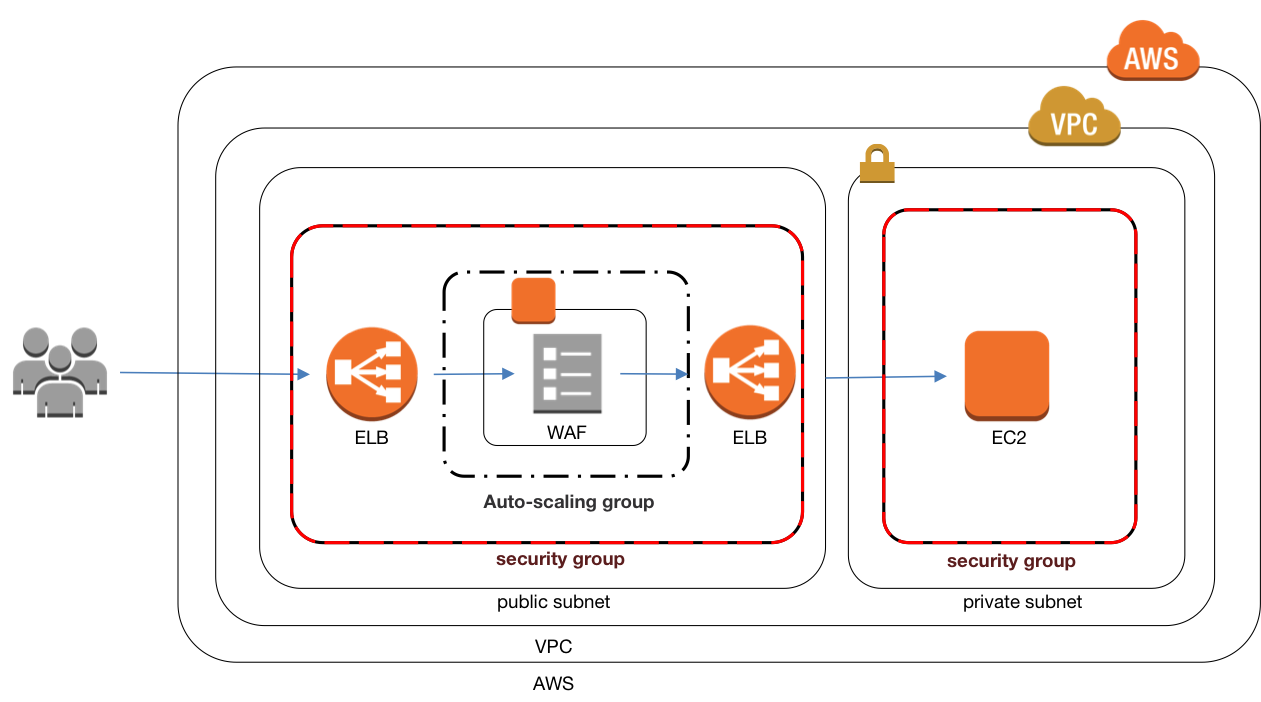 AWS
VPC
ELB
WAF
ELB
EC2
Auto-scaling group
security group
security group
public subnet
private subnet
VPC
AWS